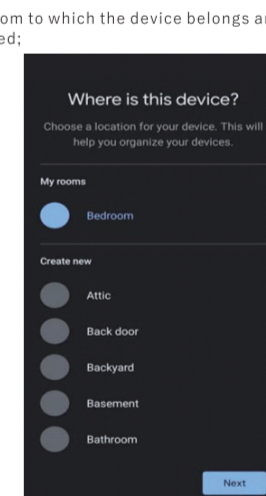 to which the device belongs
ed;
Where is this device?
Choose a location for your device. This will
help you organize your devices.
My rooms
Bedroom
Create new
Attic
Back door
Backyard
Basement
Bathroom
Next